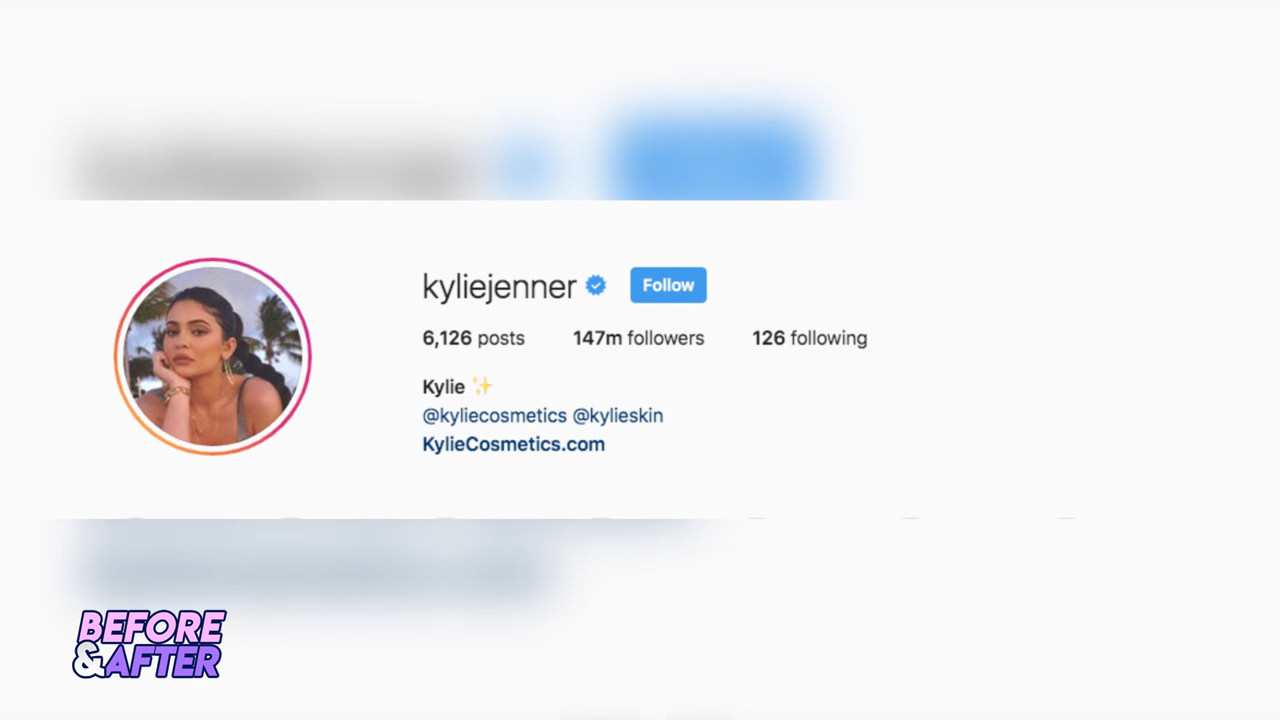 kyliejenner Follow
6,126 posts 147m followers 126 following
Kylie ✨
@kyliecosmetics @kylieskin
KylieCosmetics.com
BEFORE
&AFTER